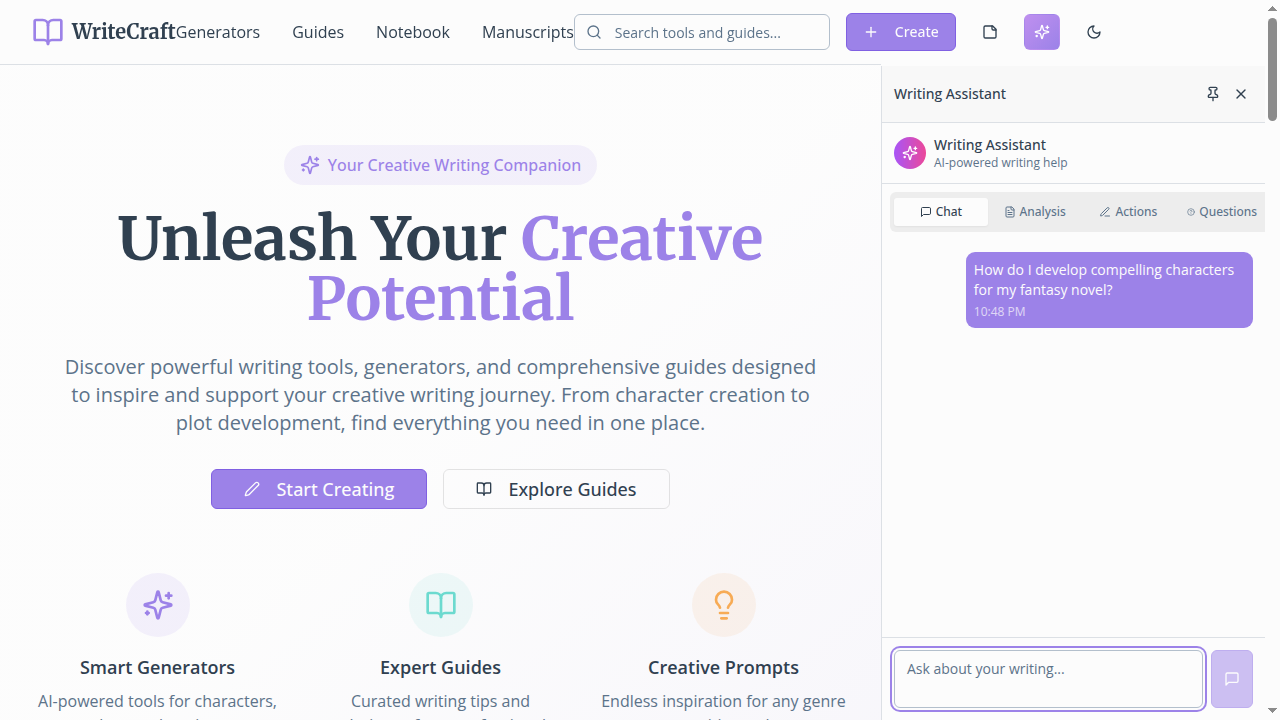 WriteCraft
Generators
Guides
Notebook
Manuscripts
Search tools and guides...
Create
Your Creative Writing Companion
Unleash Your Creative
Potential
Discover powerful writing tools, generators, and comprehensive guides designed
to inspire and support your creative writing journey. From character creation to
plot development, find everything you need in one place.
Start Creating
Explore Guides
Smart Generators
AI-powered tools for characters,
Expert Guides
Curated writing tips and
Creative Prompts
Endless inspiration for any genre
Writing Assistant
Writing Assistant
AI-powered writing help
Chat
Analysis
Actions
Questions
How do I develop compelling characters
for my fantasy novel?
10:48 PM
Ask about your writing...